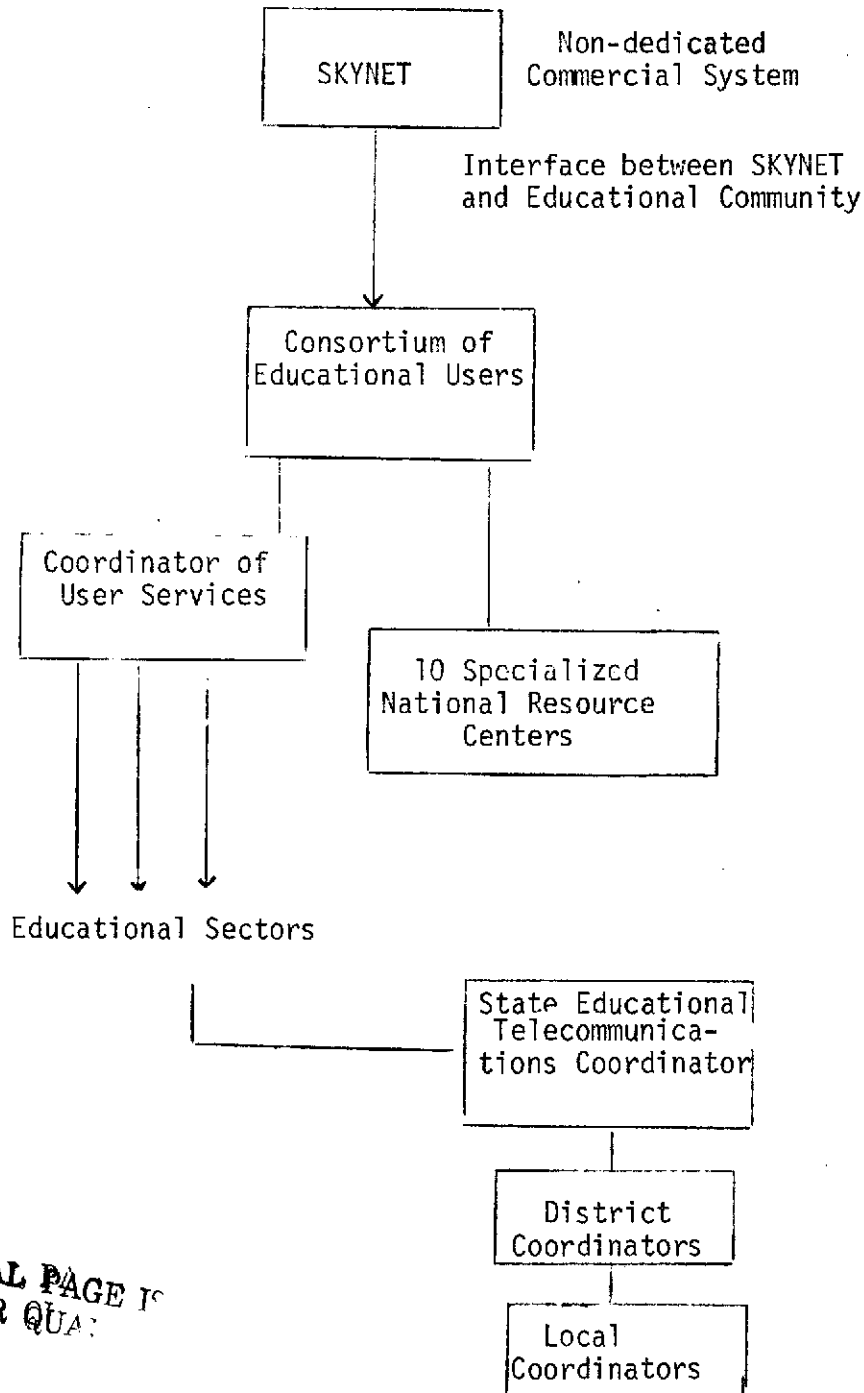 SKYNET
Non-dedicated
Commercial System
Interface between SKYNET
and Educational Community
Consortium of
Educational Users
Coordinator of
User Services
10 Specialized
National Resource
Centers
Educational Sectors
State Educational
Telecommunica-
tions Coordinator
District
Coordinators
Local
Coordinators
PAGE